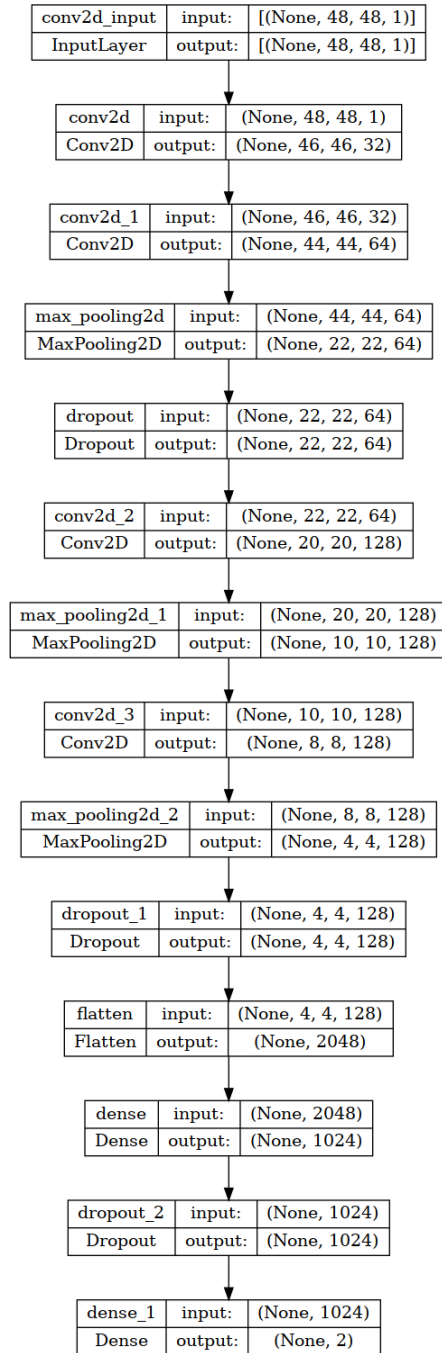 conv2d_input input: [(None, 48, 48, 1)]
InputLayer output: [(None, 48, 48, 1)]
conv2d input: (None, 48, 48, 1)
Conv2D output: (None, 46, 46, 32)
conv2d_1 input: (None, 46, 46, 32)
Conv2D output: (None, 44, 44, 64)
max_pooling2d input: (None, 44, 44, 64)
MaxPooling2D output: (None, 22, 22, 64)
dropout input: (None, 22, 22, 64)
Dropout output: (None, 22, 22, 64)
conv2d_2 input: (None, 22, 22, 64)
Conv2D output: (None, 20, 20, 128)
max_pooling2d_1 input: (None, 20, 20, 128)
MaxPooling2D output: (None, 10, 10, 128)
conv2d_3 input: (None, 10, 10, 128)
Conv2D output: (None, 8, 8, 128)
max_pooling2d_2 input: (None, 8, 8, 128)
MaxPooling2D output: (None, 4, 4, 128)
dropout_1 input: (None, 4, 4, 128)
Dropout output: (None, 4, 4, 128)
flatten input: (None, 4, 4, 128)
Flatten output: (None, 2048)
dense input: (None, 2048)
Dense output: (None, 1024)
dropout_2 input: (None, 1024)
Dropout output: (None, 1024)
dense_1 input: (None, 1024)
Dense output: (None, 2)